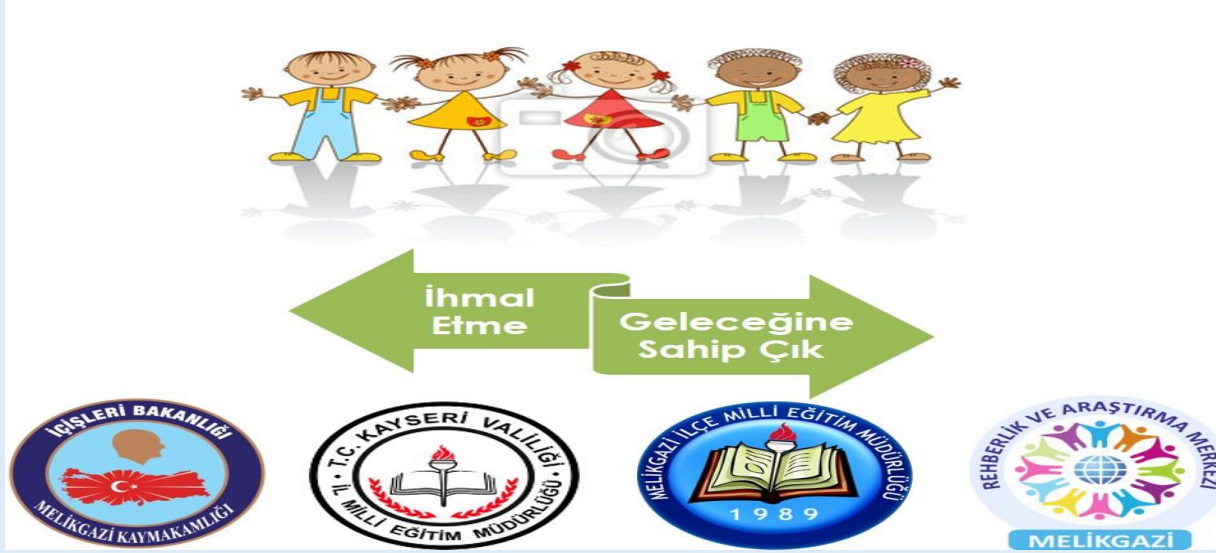 İhmal
Etme
Geleceğine
Sahip Çık
İÇİŞLERİ BAKANLIĞI
MELİKGAZİ KAYMAKAMLIĞI
T.C. KAYSERİ VALİLİĞİ
İL MİLLİ EĞİTİM MÜDÜRLÜĞÜ
MELİKGAZİ İLÇE MİLLİ EĞİTİM MÜDÜRLÜĞÜ
1989
REHBERLİK VE ARAŞTIRMA MERKEZİ
MELİKGAZİ